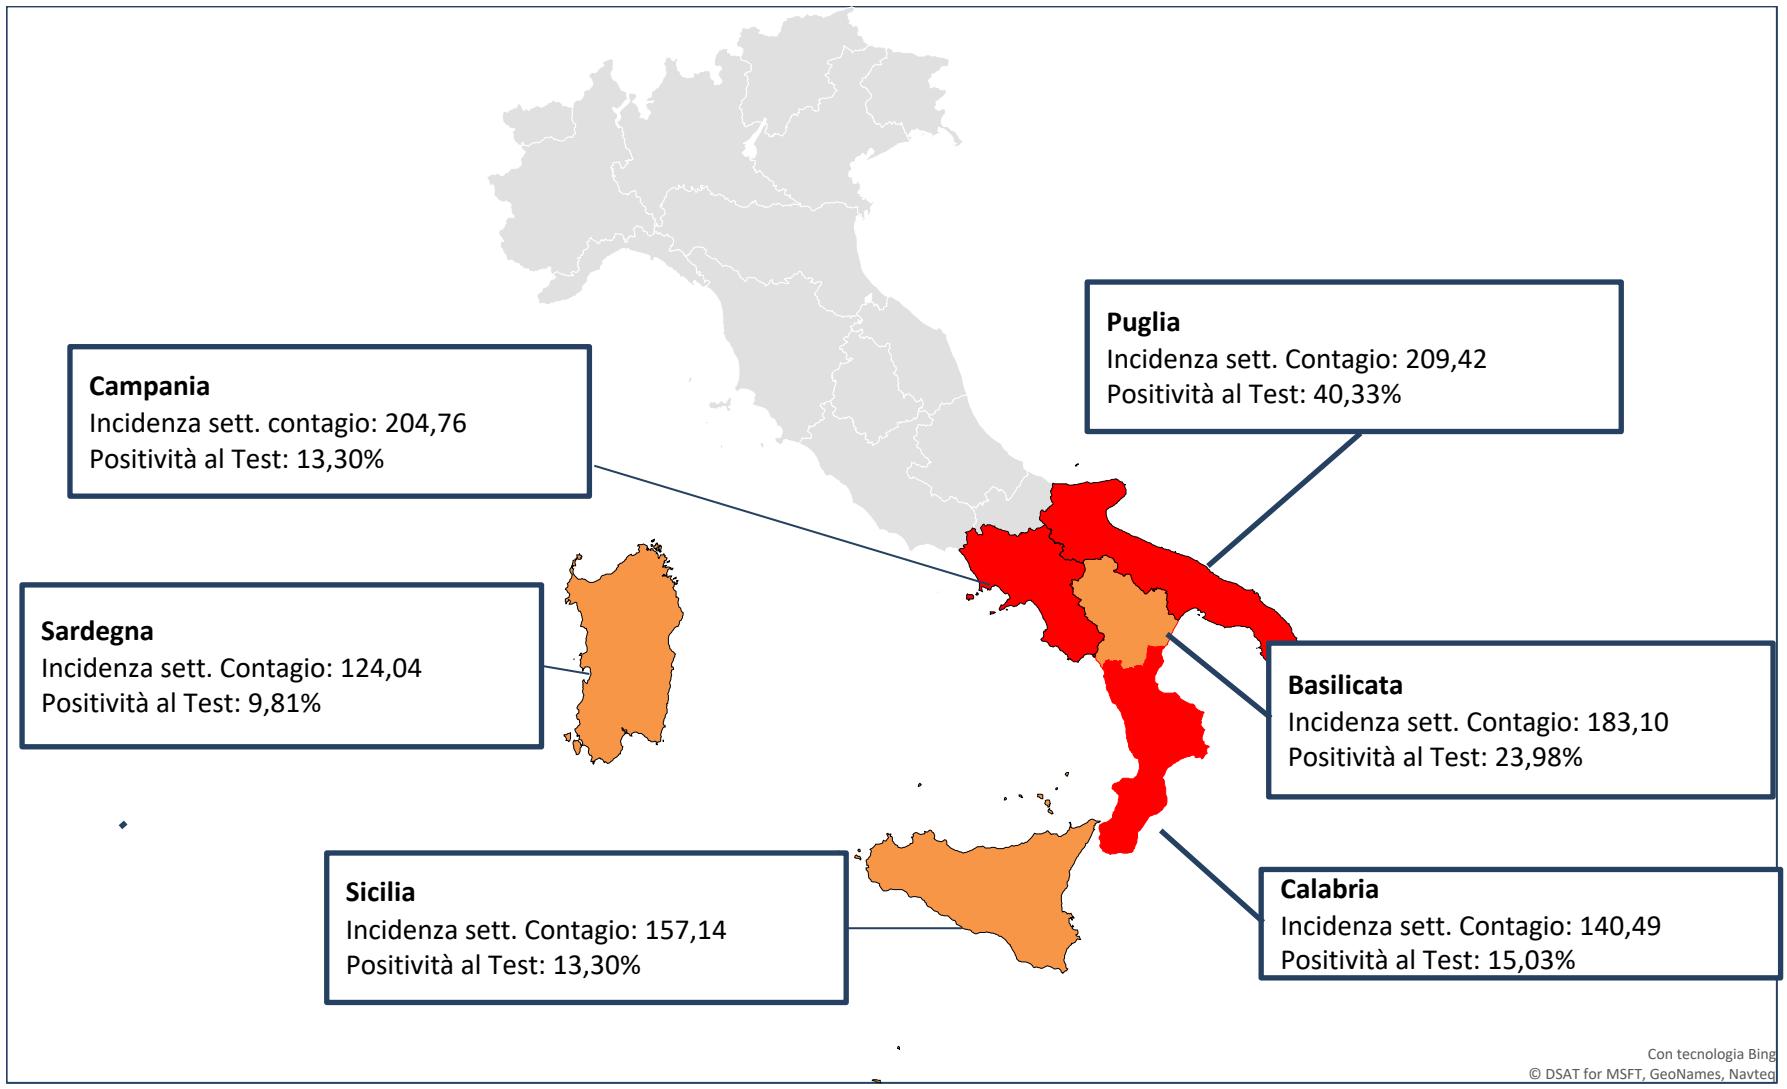 Puglia
Incidenza sett. Contagio: 209,42
Positività al Test: 40,33%
Campania
Incidenza sett. contagio: 204,76
Positività al Test: 13,30%
Sardegna
Incidenza sett. Contagio: 124,04
Positività al Test: 9,81%
Basilicata
Incidenza sett. Contagio: 183,10
Positività al Test: 23,98%
Sicilia
Incidenza sett. Contagio: 157,14
Positività al Test: 13,30%
Calabria
Incidenza sett. Contagio: 140,49
Positività al Test: 15,03%
Con tecnologia Bing
© DSAT for MSFT, GeoNames, Navteq